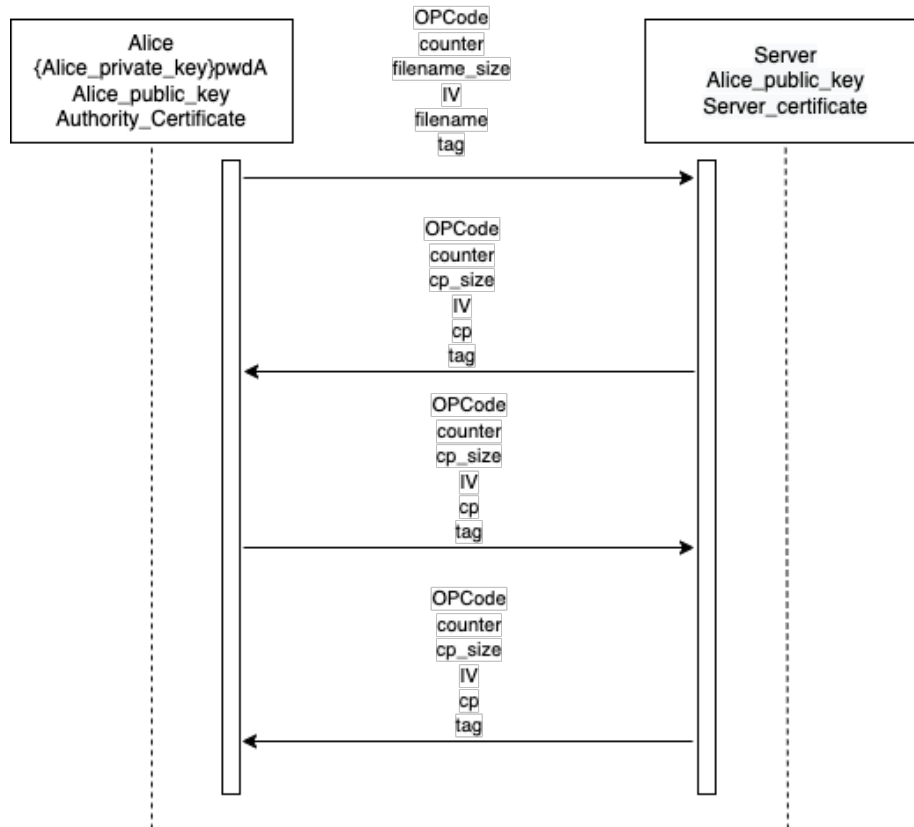 Alice
{Alice_private_key}pwdA
Alice_public_key
Authority_Certificate
OPCode
counter
filename_size
IV
filename
tag
Server
Alice_public_key
Server_certificate
OPCode
counter
cp_size
IV
cp
tag
OPCode
counter
cp_size
IV
cp
tag
OPCode
counter
cp_size
IV
cp
tag